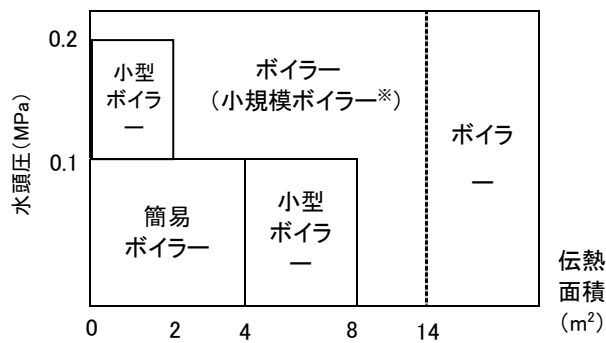 0.2
0.1
水頭圧(MPa)
小型
ボイラ
ー
ボイラー
（小規模ボイラー※）
ボイラ
ー
簡易
ボイラー
小型
ボイラ
ー
0
2
4
8
14
伝熱
面積
（m²）